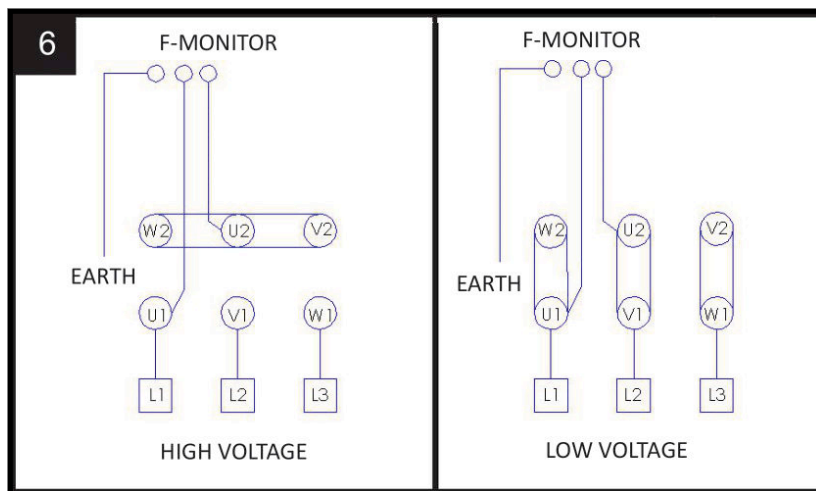 6
F-MONITOR
W2 U2 V2
EARTH
U1 V1 W1
L1 L2 L3
HIGH VOLTAGE
F-MONITOR
W2 U2 V2
EARTH
U1 V1 W1
L1 L2 L3
LOW VOLTAGE